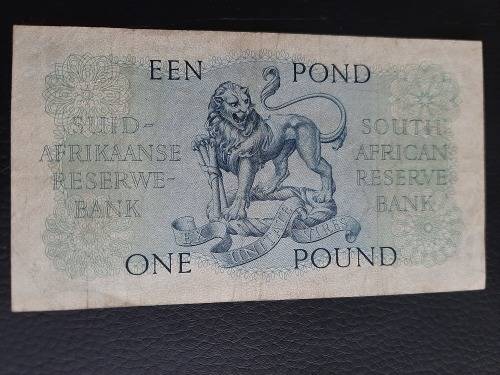 EEN POND
SUID-
AFRIKAANSE
RESERWE-
BANK
SOUTH
AFRICAN
RESERVE
BANK
EX UNITATE VIRES
ONE POUND